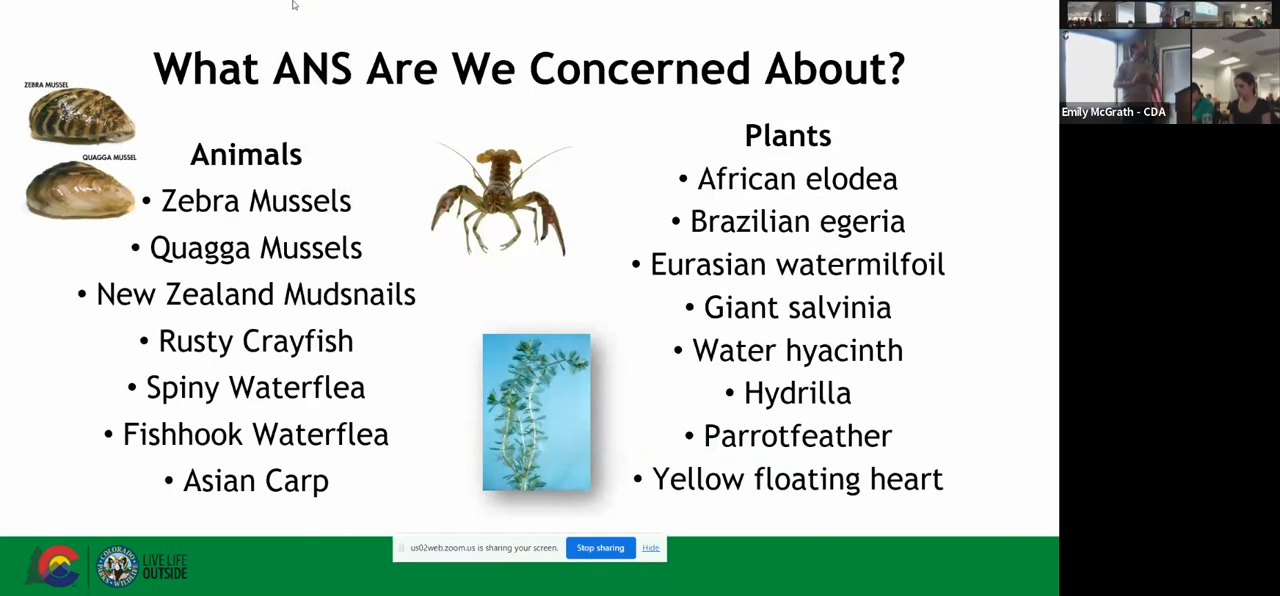 What ANS Are We Concerned About?
ZEBRA MUSSEL
QUAGGA MUSSEL
Animals
• Zebra Mussels
• Quagga Mussels
• New Zealand Mudsnails
• Rusty Crayfish
• Spiny Waterflea
• Fishhook Waterflea
• Asian Carp
Plants
• African elodea
• Brazilian egeria
• Eurasian watermilfoil
• Giant salvinia
• Water hyacinth
• Hydrilla
• Parrotfeather
• Yellow floating heart
Emily McGrath - CDA
us02web.zoom.us is sharing your screen.
Stop sharing
Hide
COLORADO
PARKS & WILDLIFE
LIVE LIFE
OUTSIDE